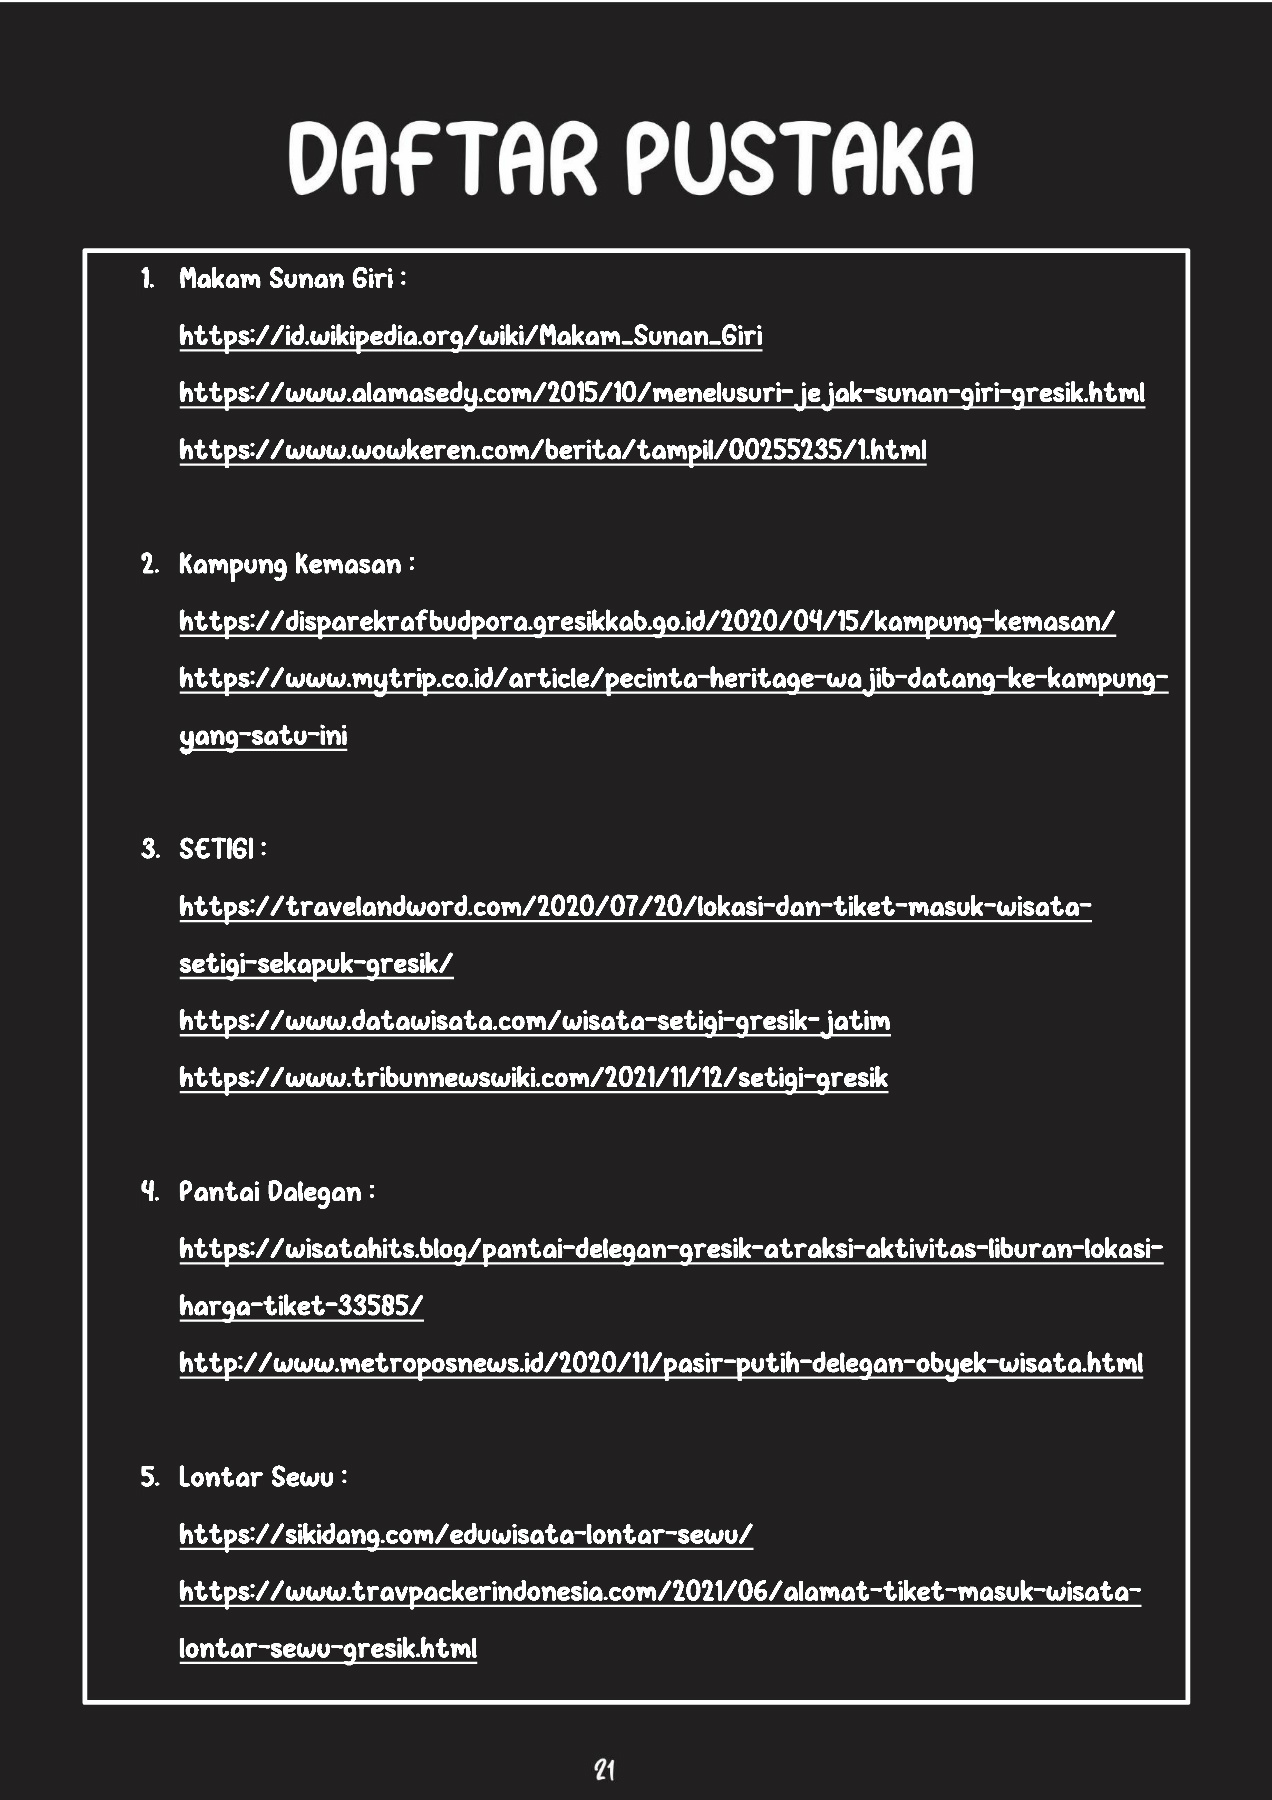 DAFTAR PUSTAKA
1. Makam Sunan Giri :
https://id.wikipedia.org/wiki/Makam_Sunan_Giri
https://www.alamasedy.com/2015/10/menelusuri-jejak-sunan-giri-gresik.html
https://www.wowkeren.com/berita/tampil/00255235/1.html
2. Kampung Kemasan :
https://disparekrafbudpora.gresikkab.go.id/2020/04/15/kampung-kemasan/
https://www.mytrip.co.id/article/pecinta-heritage-wajib-datang-ke-kampung-
yang-satu-ini
3. SETIGI :
https://travelandword.com/2020/07/20/lokasi-dan-tiket-masuk-wisata-
setigi-sekapuk-gresik/
https://www.datawisata.com/wisata-setigi-gresik-jatim
https://www.tribunnewswiki.com/2021/11/12/setigi-gresik
4. Pantai Dalegan :
https://wisatahits.blog/pantai-delegan-gresik-atraksi-aktivitas-liburan-lokasi-
harga-tiket-33585/
http://www.metroposnews.id/2020/11/pasir-putih-delegan-obyek-wisata.html
5. Lontar Sewu :
https://sikidang.com/eduwisata-lontar-sewu/
https://www.travpackerindonesia.com/2021/06/alamat-tiket-masuk-wisata-
lontar-sewu-gresik.html
21